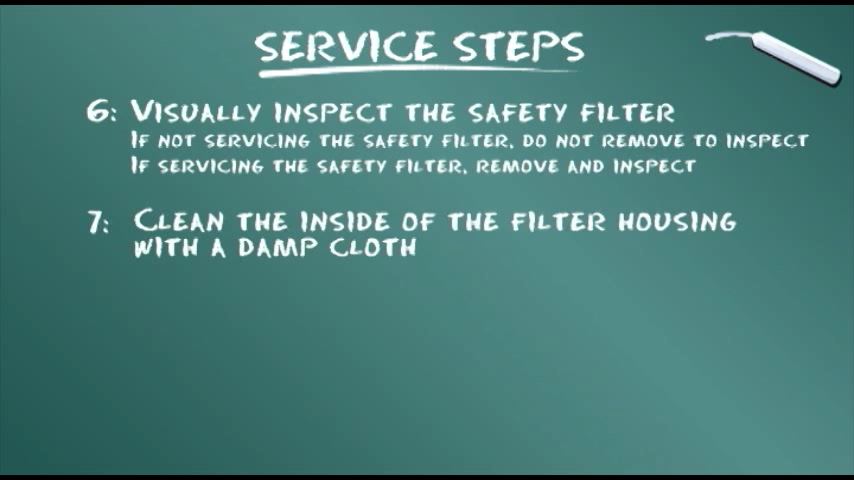 SERVICE STEPS
6: VISUALLY INSPECT THE SAFETY FILTER
IF NOT SERVICING THE SAFETY FILTER, DO NOT REMOVE TO INSPECT
IF SERVICING THE SAFETY FILTER, REMOVE AND INSPECT
7: CLEAN THE INSIDE OF THE FILTER HOUSING
WITH A DAMP CLOTH